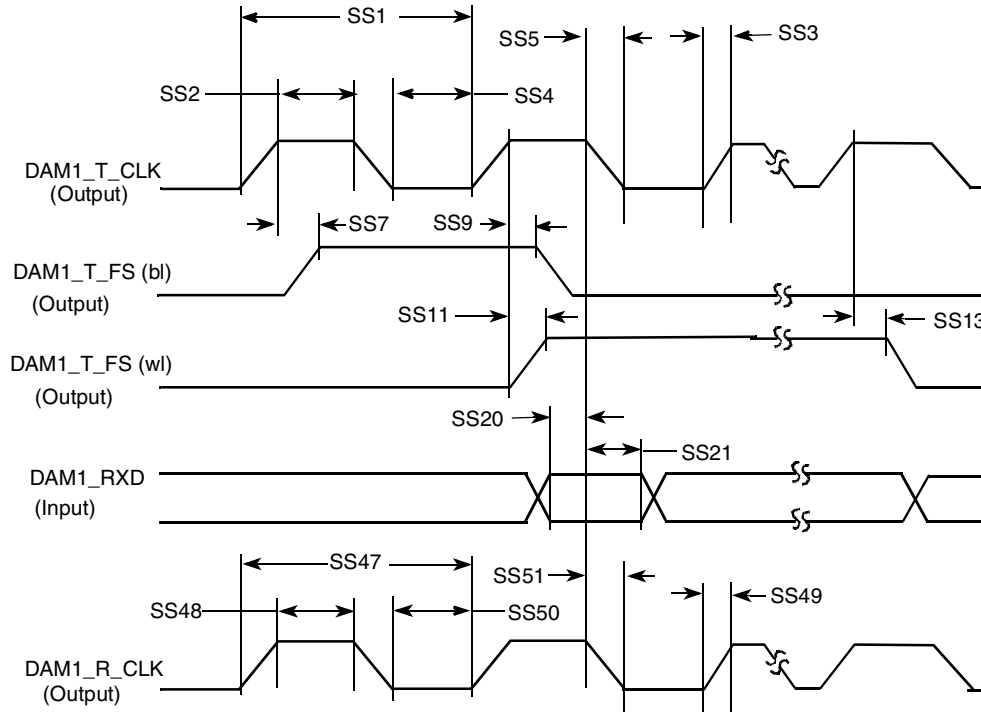 SS1
SS5
SS3
SS2
SS4
DAM1_T_CLK
(Output)
SS7
SS9
DAM1_T_FS (bl)
(Output)
SS11
SS13
DAM1_T_FS (wl)
(Output)
SS20
SS21
DAM1_RXD
(Input)
SS47
SS51
SS48
SS50
SS49
DAM1_R_CLK
(Output)